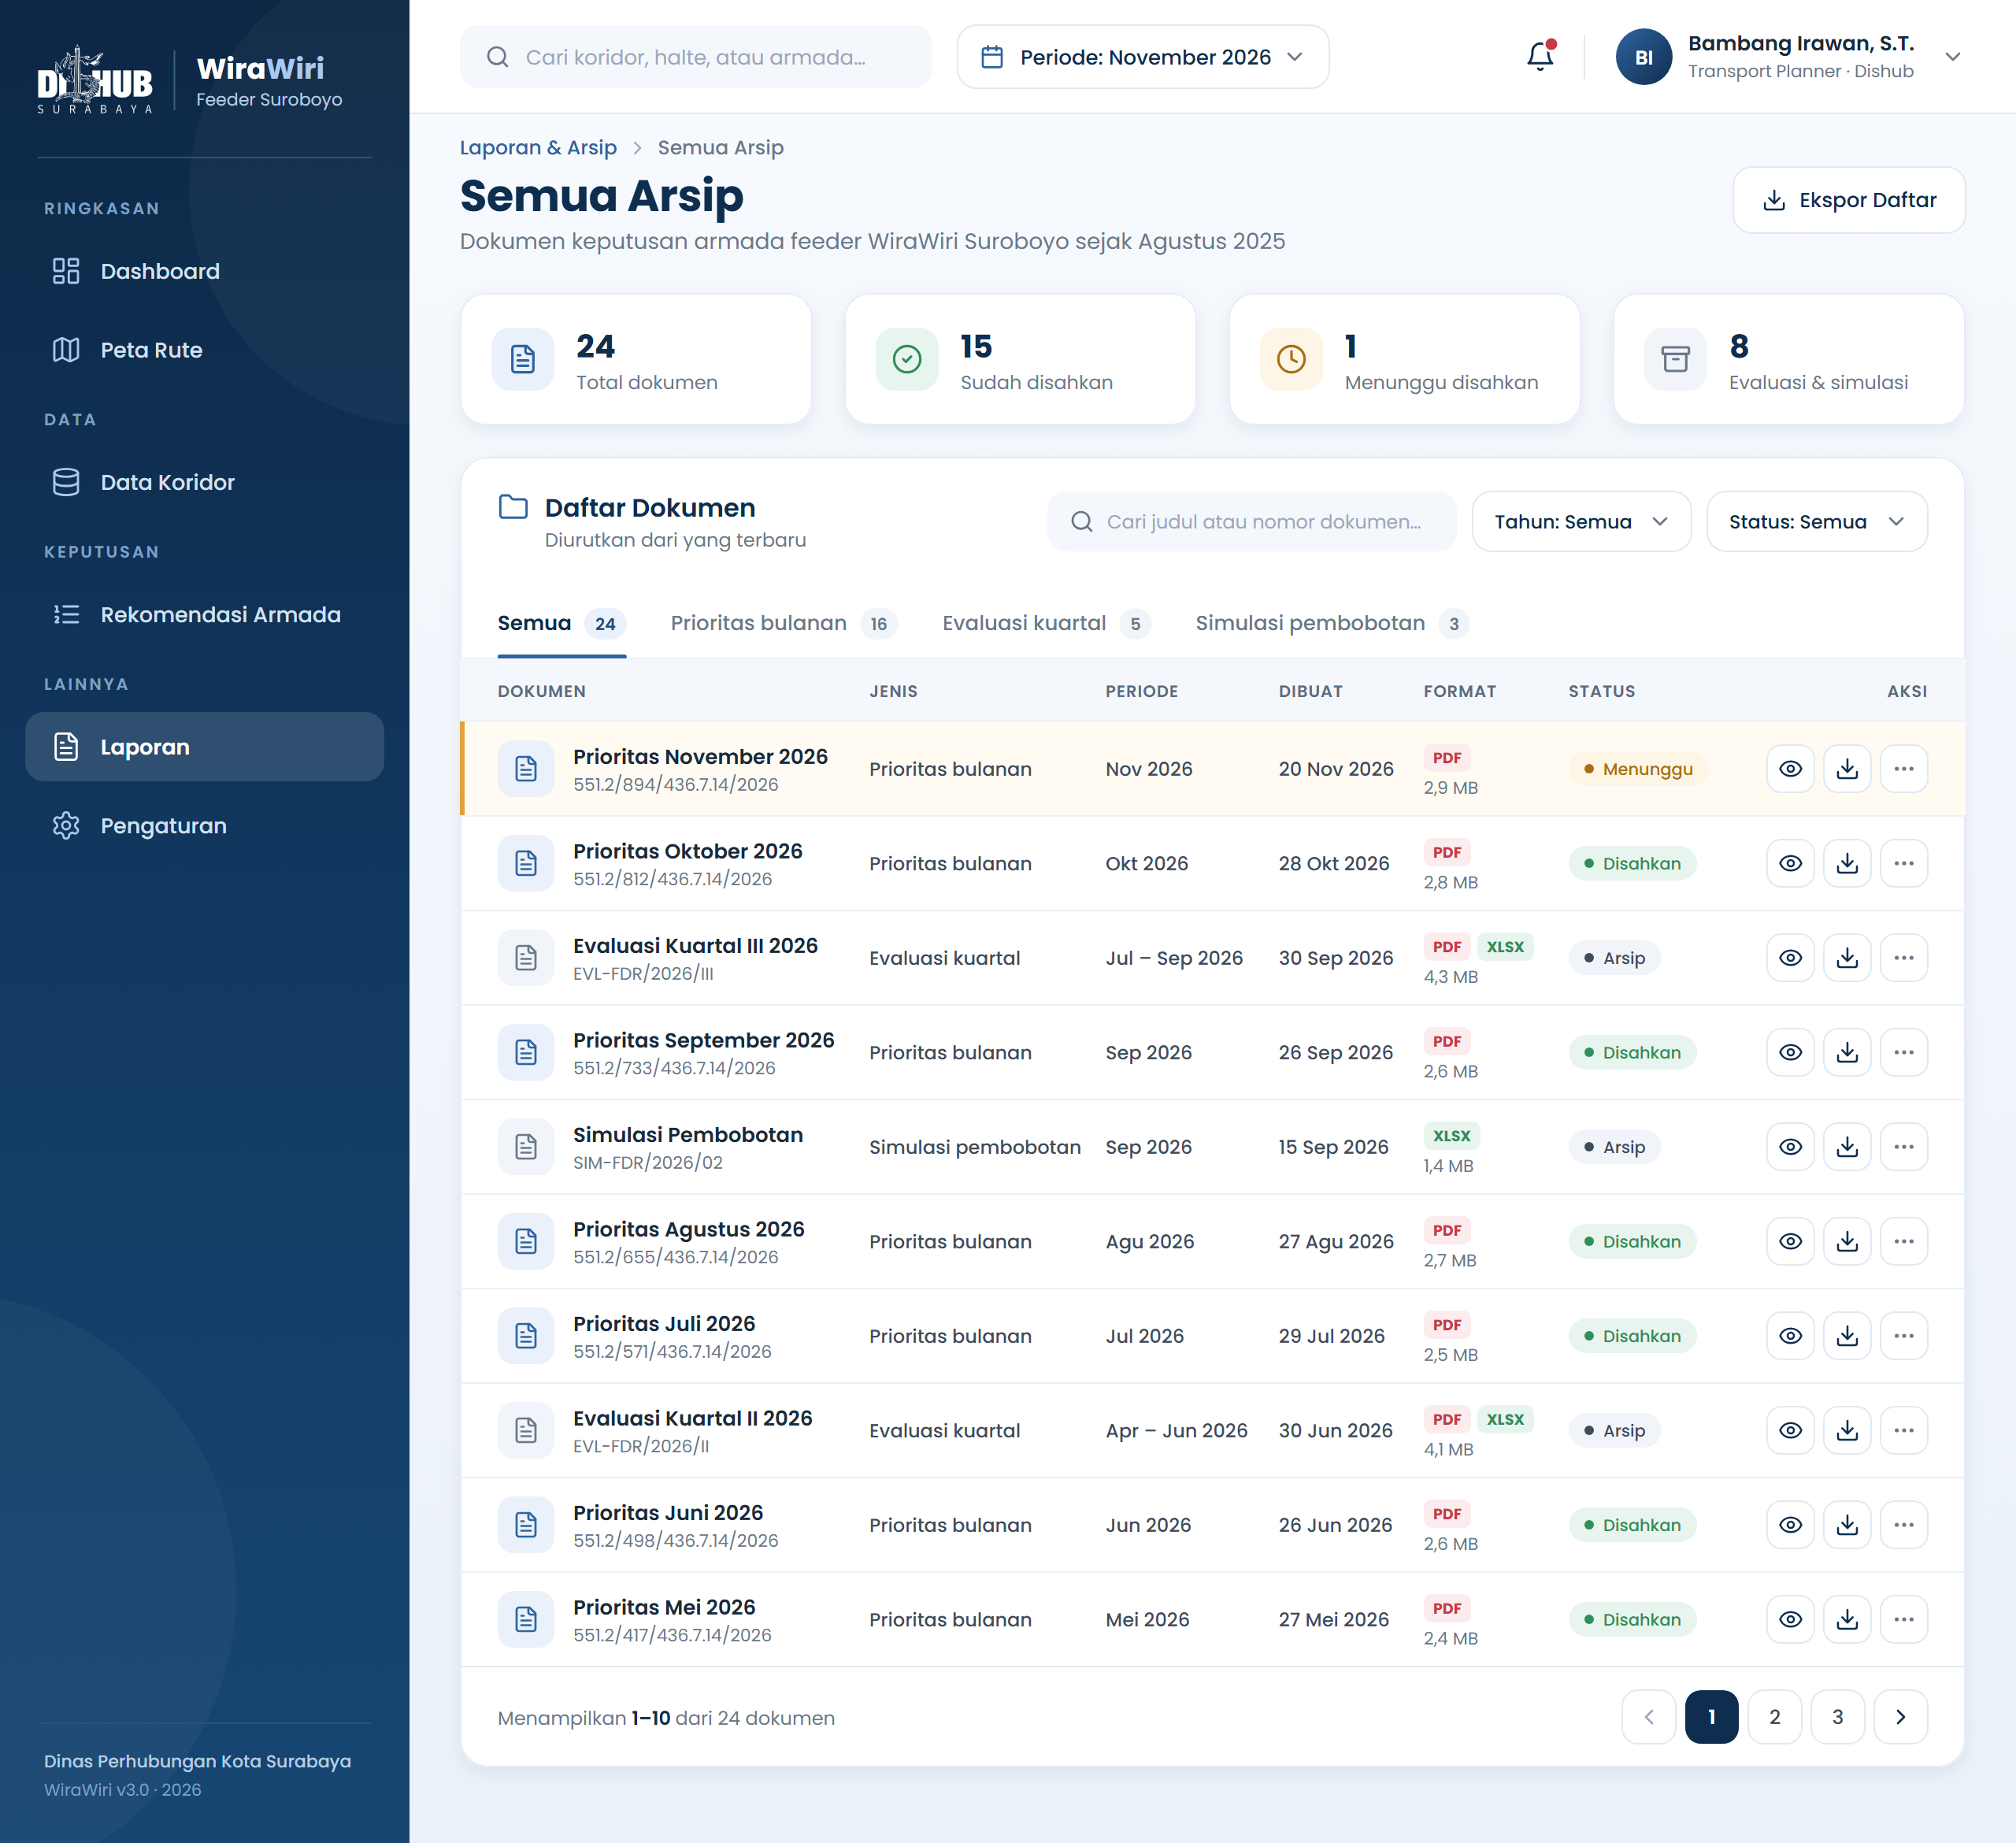 DISHUB
SURABAYA
WiraWiri
Feeder Suroboyo
RINGKASAN
Dashboard
Peta Rute
DATA
Data Koridor
KEPUTUSAN
Rekomendasi Armada
LAINNYA
Laporan
Pengaturan
Dinas Perhubungan Kota Surabaya
WiraWiri v3.0 · 2026
Cari koridor, halte, atau armada...
Periode: November 2026
BI
Bambang Irawan, S.T.
Transport Planner · Dishub
Laporan & Arsip > Semua Arsip
Semua Arsip
Dokumen keputusan armada feeder WiraWiri Suroboyo sejak Agustus 2025
Ekspor Daftar
24
Total dokumen
15
Sudah disahkan
1
Menunggu disahkan
8
Evaluasi & simulasi
Daftar Dokumen
Diurutkan dari yang terbaru
Cari judul atau nomor dokumen...
Tahun: Semua
Status: Semua
Semua 24
Prioritas bulanan 16
Evaluasi kuartal 5
Simulasi pembobotan 3
DOKUMEN JENIS PERIODE DIBUAT FORMAT STATUS AKSI
Prioritas November 2026
551.2/894/436.7.14/2026
Prioritas bulanan
Nov 2026
20 Nov 2026
PDF
2,9 MB
Menunggu
Prioritas Oktober 2026
551.2/812/436.7.14/2026
Prioritas bulanan
Okt 2026
28 Okt 2026
PDF
2,8 MB
Disahkan
Evaluasi Kuartal III 2026
EVL-FDR/2026/III
Evaluasi kuartal
Jul – Sep 2026
30 Sep 2026
PDF XLSX
4,3 MB
Arsip
Prioritas September 2026
551.2/733/436.7.14/2026
Prioritas bulanan
Sep 2026
26 Sep 2026
PDF
2,6 MB
Disahkan
Simulasi Pembobotan
SIM-FDR/2026/02
Simulasi pembobotan
Sep 2026
15 Sep 2026
XLSX
1,4 MB
Arsip
Prioritas Agustus 2026
551.2/655/436.7.14/2026
Prioritas bulanan
Agu 2026
27 Agu 2026
PDF
2,7 MB
Disahkan
Prioritas Juli 2026
551.2/571/436.7.14/2026
Prioritas bulanan
Jul 2026
29 Jul 2026
PDF
2,5 MB
Disahkan
Evaluasi Kuartal II 2026
EVL-FDR/2026/II
Evaluasi kuartal
Apr – Jun 2026
30 Jun 2026
PDF XLSX
4,1 MB
Arsip
Prioritas Juni 2026
551.2/498/436.7.14/2026
Prioritas bulanan
Jun 2026
26 Jun 2026
PDF
2,6 MB
Disahkan
Prioritas Mei 2026
551.2/417/436.7.14/2026
Prioritas bulanan
Mei 2026
27 Mei 2026
PDF
2,4 MB
Disahkan
Menampilkan 1–10 dari 24 dokumen
1 2 3